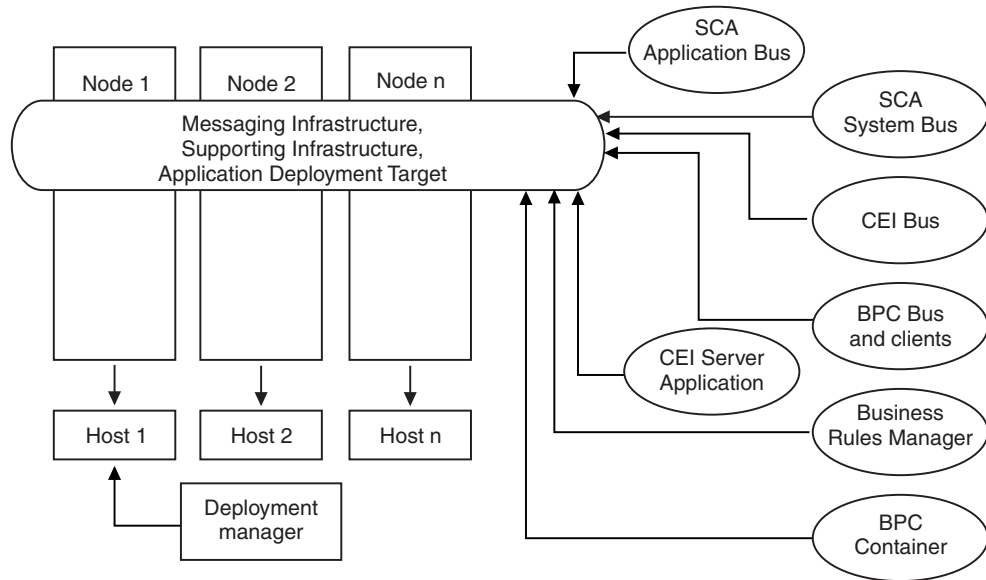 SCA
Application Bus
Node 1
Node 2
Node n
SCA
System Bus
Messaging Infrastructure,
Supporting Infrastructure,
Application Deployment Target
CEI Bus
BPC Bus
and clients
CEI Server
Application
Host 1
Host 2
Host n
Business
Rules Manager
Deployment
manager
BPC
Container